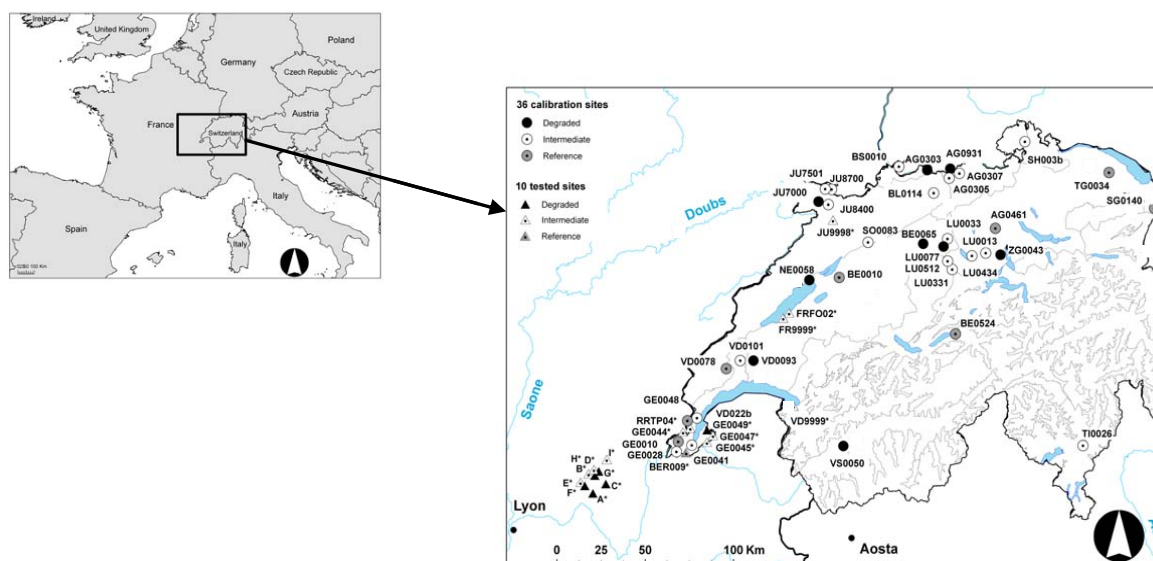 Ireland
United Kingdom
Poland
Germany
Czech Republic
Austria
France
Switzerland
Italy
Spain
Italy
36 calibration sites
Degraded
Intermediate
Reference
10 tested sites
Degraded
Intermediate
Reference
Doubs
Saone
BS0010
AG0303
AG0931
SH003b
JU7501
JU8700
AG0307
AG0305
TG0034
JU7000
BL0114
SG0140
JU8400
JU9998*
SO0083
BE0065
LU0033
AG0461
LU0013
ZG0043
LU0077
LU0512
LU0434
LU0331
NE0058
BE0010
FRFO02*
FR9999*
BE0524
VD0101
VD0078
VD0093
GE0048
VD022b
RRTP04*
GE0049*
GE0044*
GE0047*
GE0010
GE0045*
GE0028
GE0041
BER009*
VD9999*
TI0026
VS0050
H*
D*
I*
B*
G*
E*
C*
F*
A*
Lyon
Aosta
0
25
50
100 Km